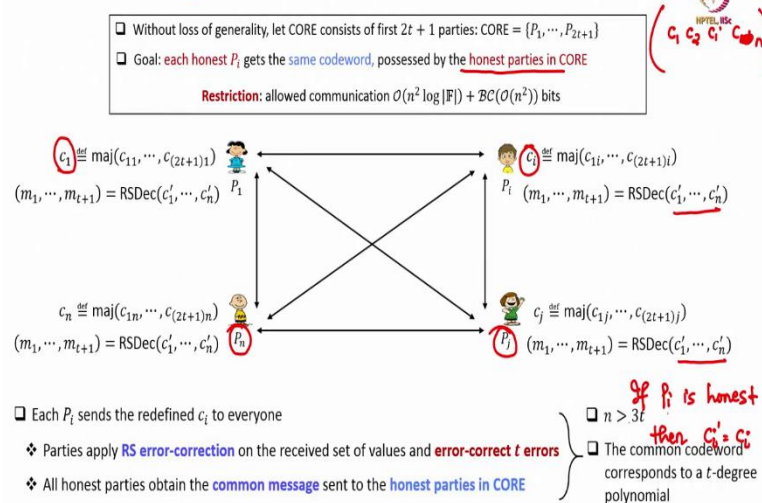 NPTEL, IISc
❑ Without loss of generality, let CORE consists of first 2t + 1 parties: CORE = {P₁,⋯,P₂ₜ₊₁}
❑ Goal: each honest Pᵢ gets the same codeword, possessed by the honest parties in CORE
Restriction: allowed communication 𝒪(n² log|𝔽|) + ℬ𝒞(𝒪(n²)) bits
c₁ ≝ maj(c₁₁,⋯,c₍₂ₜ₊₁₎₁)
(m₁,⋯,mₜ₊₁) = RSDec(c′₁,⋯,c′ₙ)
P₁
cᵢ ≝ maj(c₁ᵢ,⋯,c₍₂ₜ₊₁₎ᵢ)
Pᵢ (m₁,⋯,mₜ₊₁) = RSDec(c′₁,⋯,c′ₙ)
cₙ ≝ maj(c₁ₙ,⋯,c₍₂ₜ₊₁₎ₙ)
(m₁,⋯,mₜ₊₁) = RSDec(c′₁,⋯,c′ₙ) Pₙ
cⱼ ≝ maj(c₁ⱼ,⋯,c₍₂ₜ₊₁₎ⱼ)
Pⱼ (m₁,⋯,mₜ₊₁) = RSDec(c′₁,⋯,c′ₙ)
❑ Each Pᵢ sends the redefined cᵢ to everyone
❖ Parties apply RS error-correction on the received set of values and error-correct t errors
❖ All honest parties obtain the common message sent to the honest parties in CORE
If Pᵢ is honest
then cᵢ′ = cᵢ
❑ n > 3t
❑ The common codeword
corresponds to a t-degree
polynomial